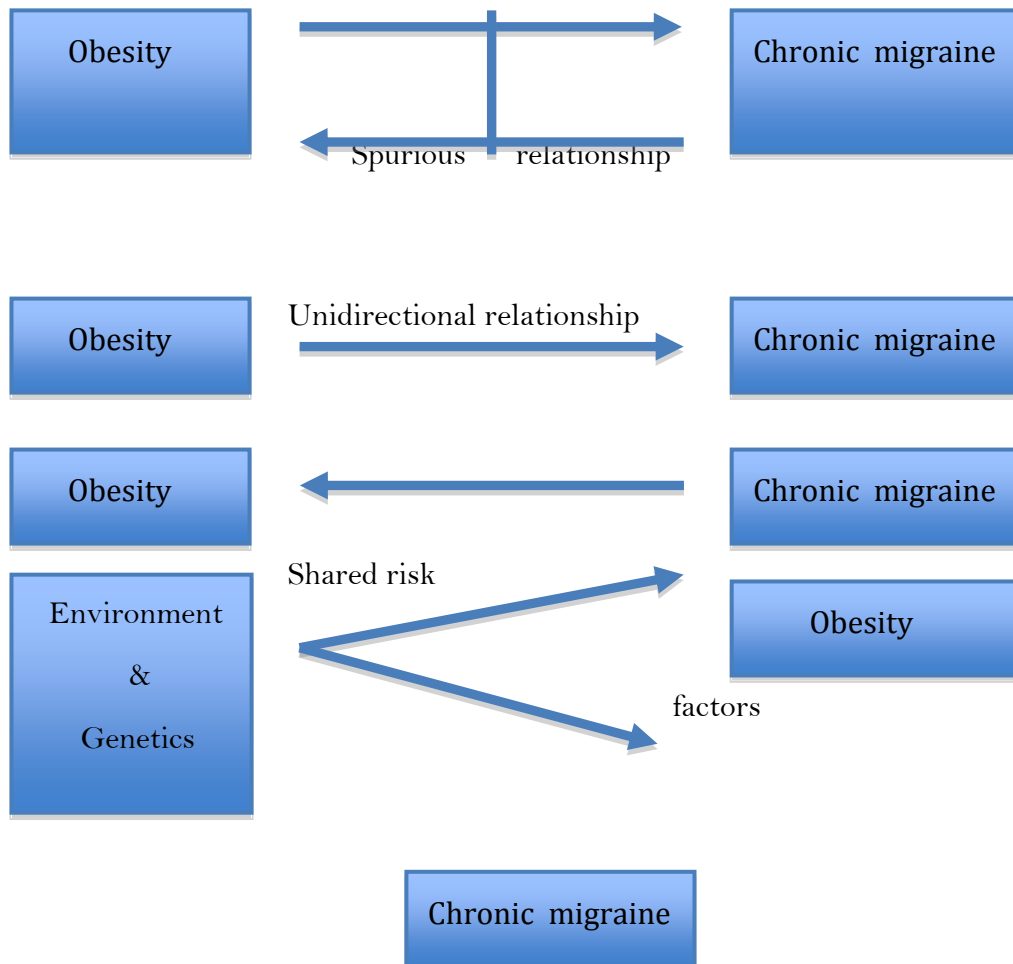 Obesity
Chronic migraine
Spurious relationship
Obesity
Unidirectional relationship
Chronic migraine
Obesity
Chronic migraine
Shared risk
Environment
&
Genetics
Obesity
factors
Chronic migraine